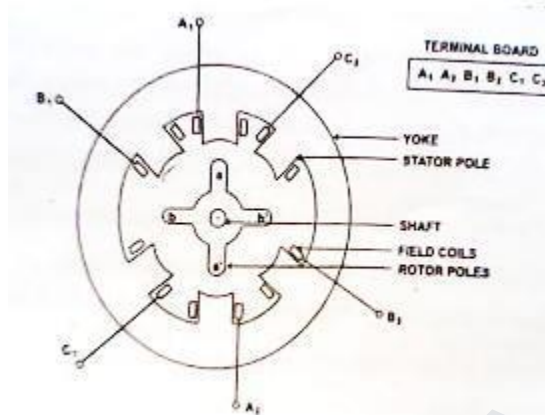 A₁
C₂
B₁
TERMINAL BOARD
A₁ A₂ B₁ B₂ C₁ C₂
YOKE
STATOR POLE
a
b
b'
SHAFT
FIELD COILS
ROTOR POLES
a'
B₂
C₁
A₂